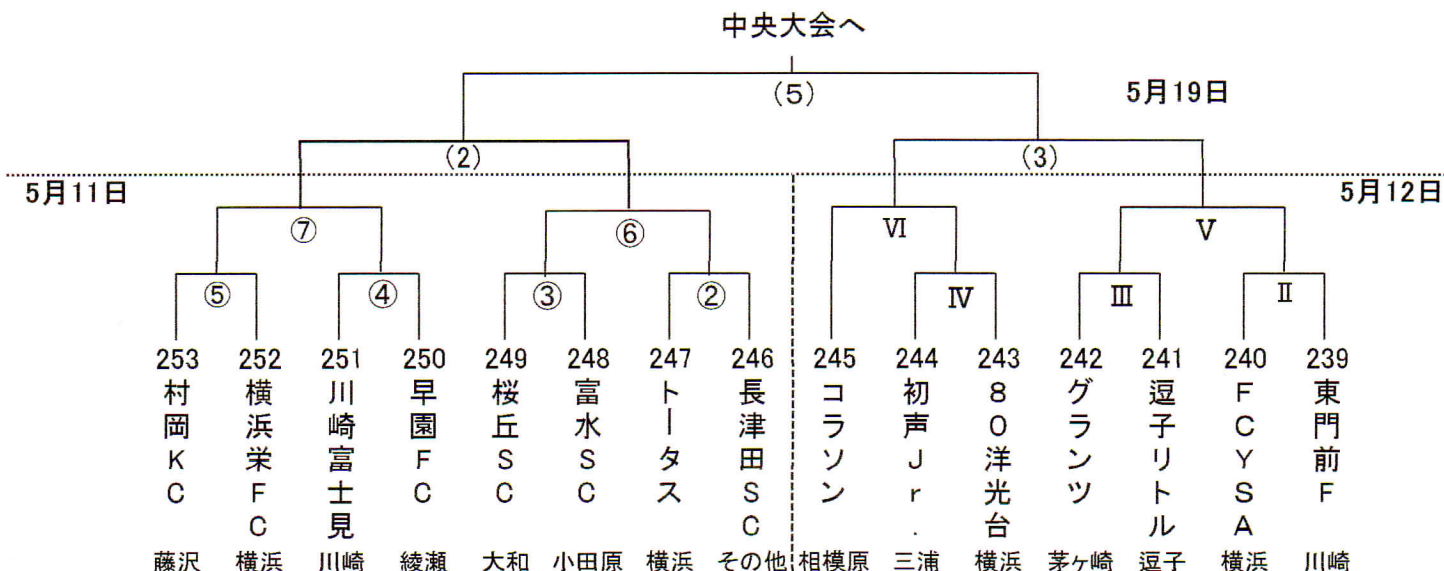 中央大会へ
(5)
5月19日
(2)
(3)
5月11日
5月12日
⑦
⑥
Ⅵ
Ⅴ
⑤
④
③
②
Ⅳ
Ⅲ
Ⅱ
253 252 251 250 249 248 247 246 245 244 243 242 241 240 239
村岡KC
横浜栄FC
川崎富士見
早園FC
桜丘SC
富水SC
トータス
長津田SC
コラソン
初声Jr.
80洋光台
グランツ
逗子リトル
FCYSA
東門前F
藤沢 横浜 川崎 綾瀬 大和 小田原 横浜 その他 相模原 三浦 横浜 茅ヶ崎 逗子 横浜 川崎